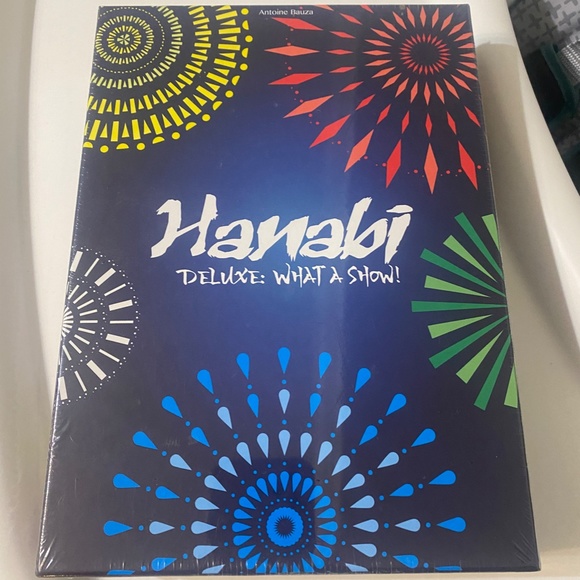 Antoine Bauza
Hanabi
DELUXE: WHAT A SHOW!